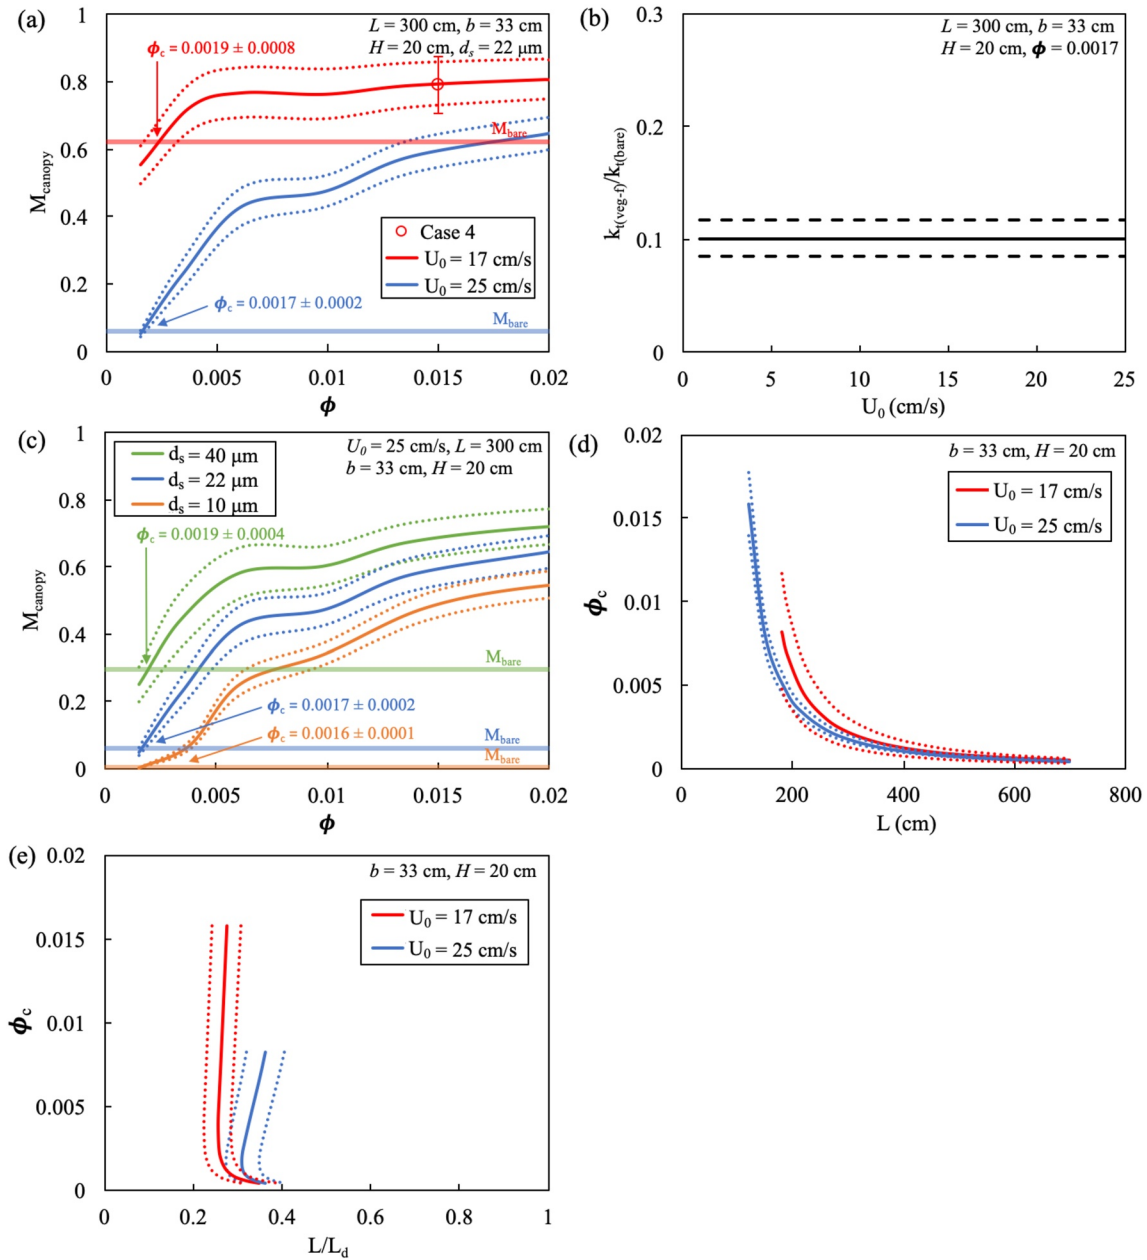 (a)
L = 300 cm, b = 33 cm
H = 20 cm, dₛ = 22 μm
ϕc = 0.0019 ± 0.0008
Mbare
Case 4
U₀ = 17 cm/s
U₀ = 25 cm/s
ϕc = 0.0017 ± 0.0002
Mbare
Mcanopy
1
0.8
0.6
0.4
0.2
0
0
0.005
0.01
0.015
0.02
ϕ
(b)
L = 300 cm, b = 33 cm
H = 20 cm, ϕ = 0.0017
kt(veg-f)/kt(bare)
0.3
0.2
0.1
0
0
5
10
15
20
25
U₀ (cm/s)
(c)
dₛ = 40 μm
dₛ = 22 μm
dₛ = 10 μm
U₀ = 25 cm/s, L = 300 cm
b = 33 cm, H = 20 cm
ϕc = 0.0019 ± 0.0004
Mbare
ϕc = 0.0017 ± 0.0002
ϕc = 0.0016 ± 0.0001
Mbare
Mbare
Mcanopy
1
0.8
0.6
0.4
0.2
0
0
0.005
0.01
0.015
0.02
ϕ
(d)
b = 33 cm, H = 20 cm
U₀ = 17 cm/s
U₀ = 25 cm/s
ϕc
0.02
0.015
0.01
0.005
0
0
200
400
600
800
L (cm)
(e)
b = 33 cm, H = 20 cm
U₀ = 17 cm/s
U₀ = 25 cm/s
ϕc
0.02
0.015
0.01
0.005
0
0
0.2
0.4
0.6
0.8
1
L/Ld